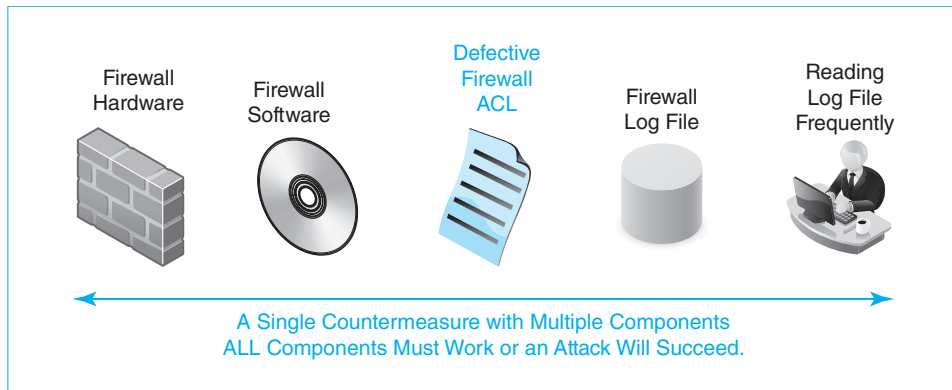 Firewall
Hardware
Firewall
Software
Defective
Firewall
ACL
Firewall
Log File
Reading
Log File
Frequently
A Single Countermeasure with Multiple Components
ALL Components Must Work or an Attack Will Succeed.